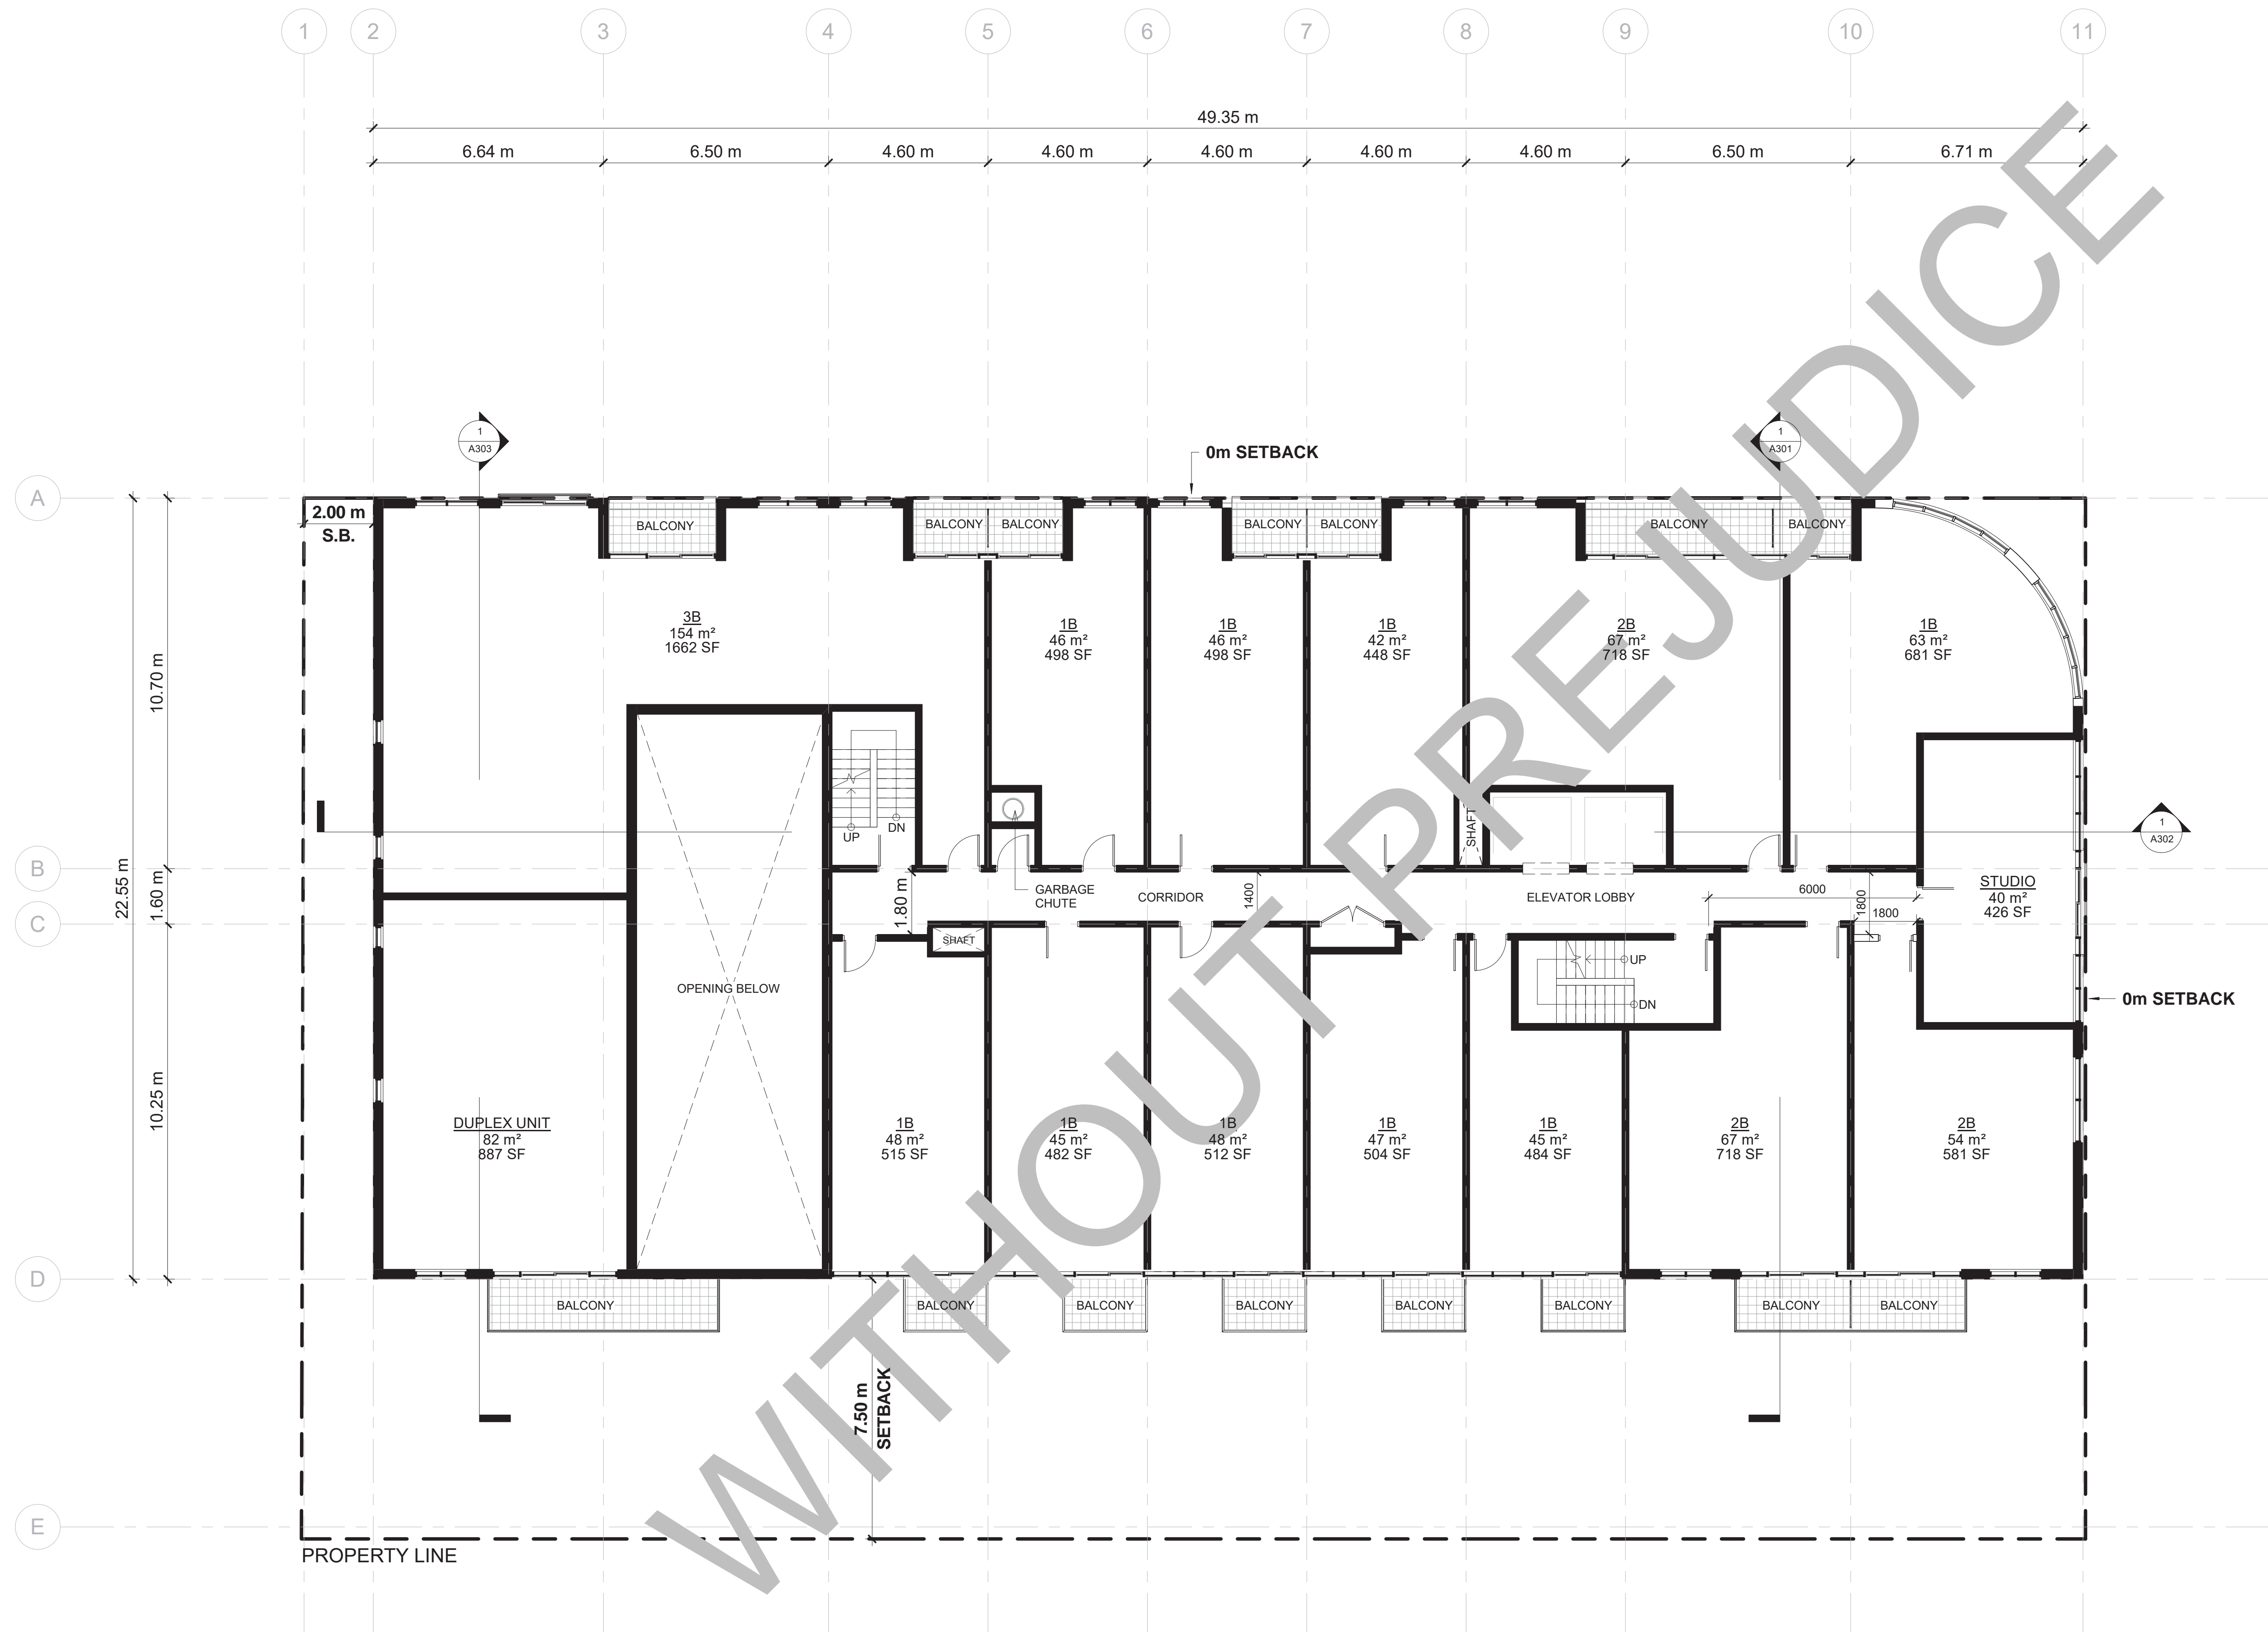 1 2 3 4 5 6 7 8 9 10 11
49.35 m
6.64 m 6.50 m 4.60 m 4.60 m 4.60 m 4.60 m 4.60 m 6.50 m 6.71 m
1
A303
0m SETBACK
1
A301
A
2.00 m
S.B.
BALCONY
BALCONY BALCONY
BALCONY BALCONY
BALCONY BALCONY
3B
154 m²
1662 SF
1B
46 m²
498 SF
1B
46 m²
498 SF
1B
42 m²
448 SF
2B
67 m²
718 SF
1B
63 m²
681 SF
10.70 m
UP
DN
SHAFT
1
A302
B
22.55 m
1.60 m
1.80 m
GARBAGE
CHUTE
CORRIDOR
1400
ELEVATOR LOBBY
6000
1800
1800
STUDIO
40 m²
426 SF
C
SHAFT
UP
DN
OPENING BELOW
0m SETBACK
10.25 m
DUPLEX UNIT
82 m²
887 SF
1B
48 m²
515 SF
1B
45 m²
482 SF
1B
48 m²
512 SF
1B
47 m²
504 SF
1B
45 m²
484 SF
2B
67 m²
718 SF
2B
54 m²
581 SF
D
BALCONY
BALCONY
BALCONY
BALCONY
BALCONY
BALCONY
BALCONY
BALCONY
7.50 m
SETBACK
E
PROPERTY LINE
WITHOUT PREJUDICE